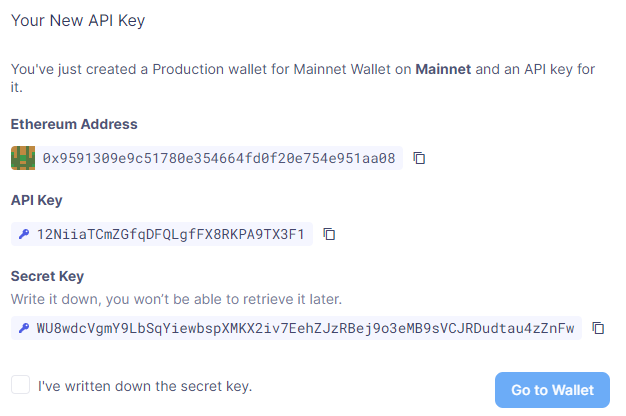 Your New API Key
You've just created a Production wallet for Mainnet Wallet on Mainnet and an API key for
it.
Ethereum Address
0x9591309e9c51780e354664fd0f20e754e951aa08
API Key
12NiiaTCmZGfqDFQLgfFX8RKPA9TX3F1
Secret Key
Write it down, you won’t be able to retrieve it later.
WU8wdcVgmY9LbSqYiewbspXMKX2iv7EehZJzRBej9o3eMB9sVCJRDudtau4zZnFw
I've written down the secret key.
Go to Wallet